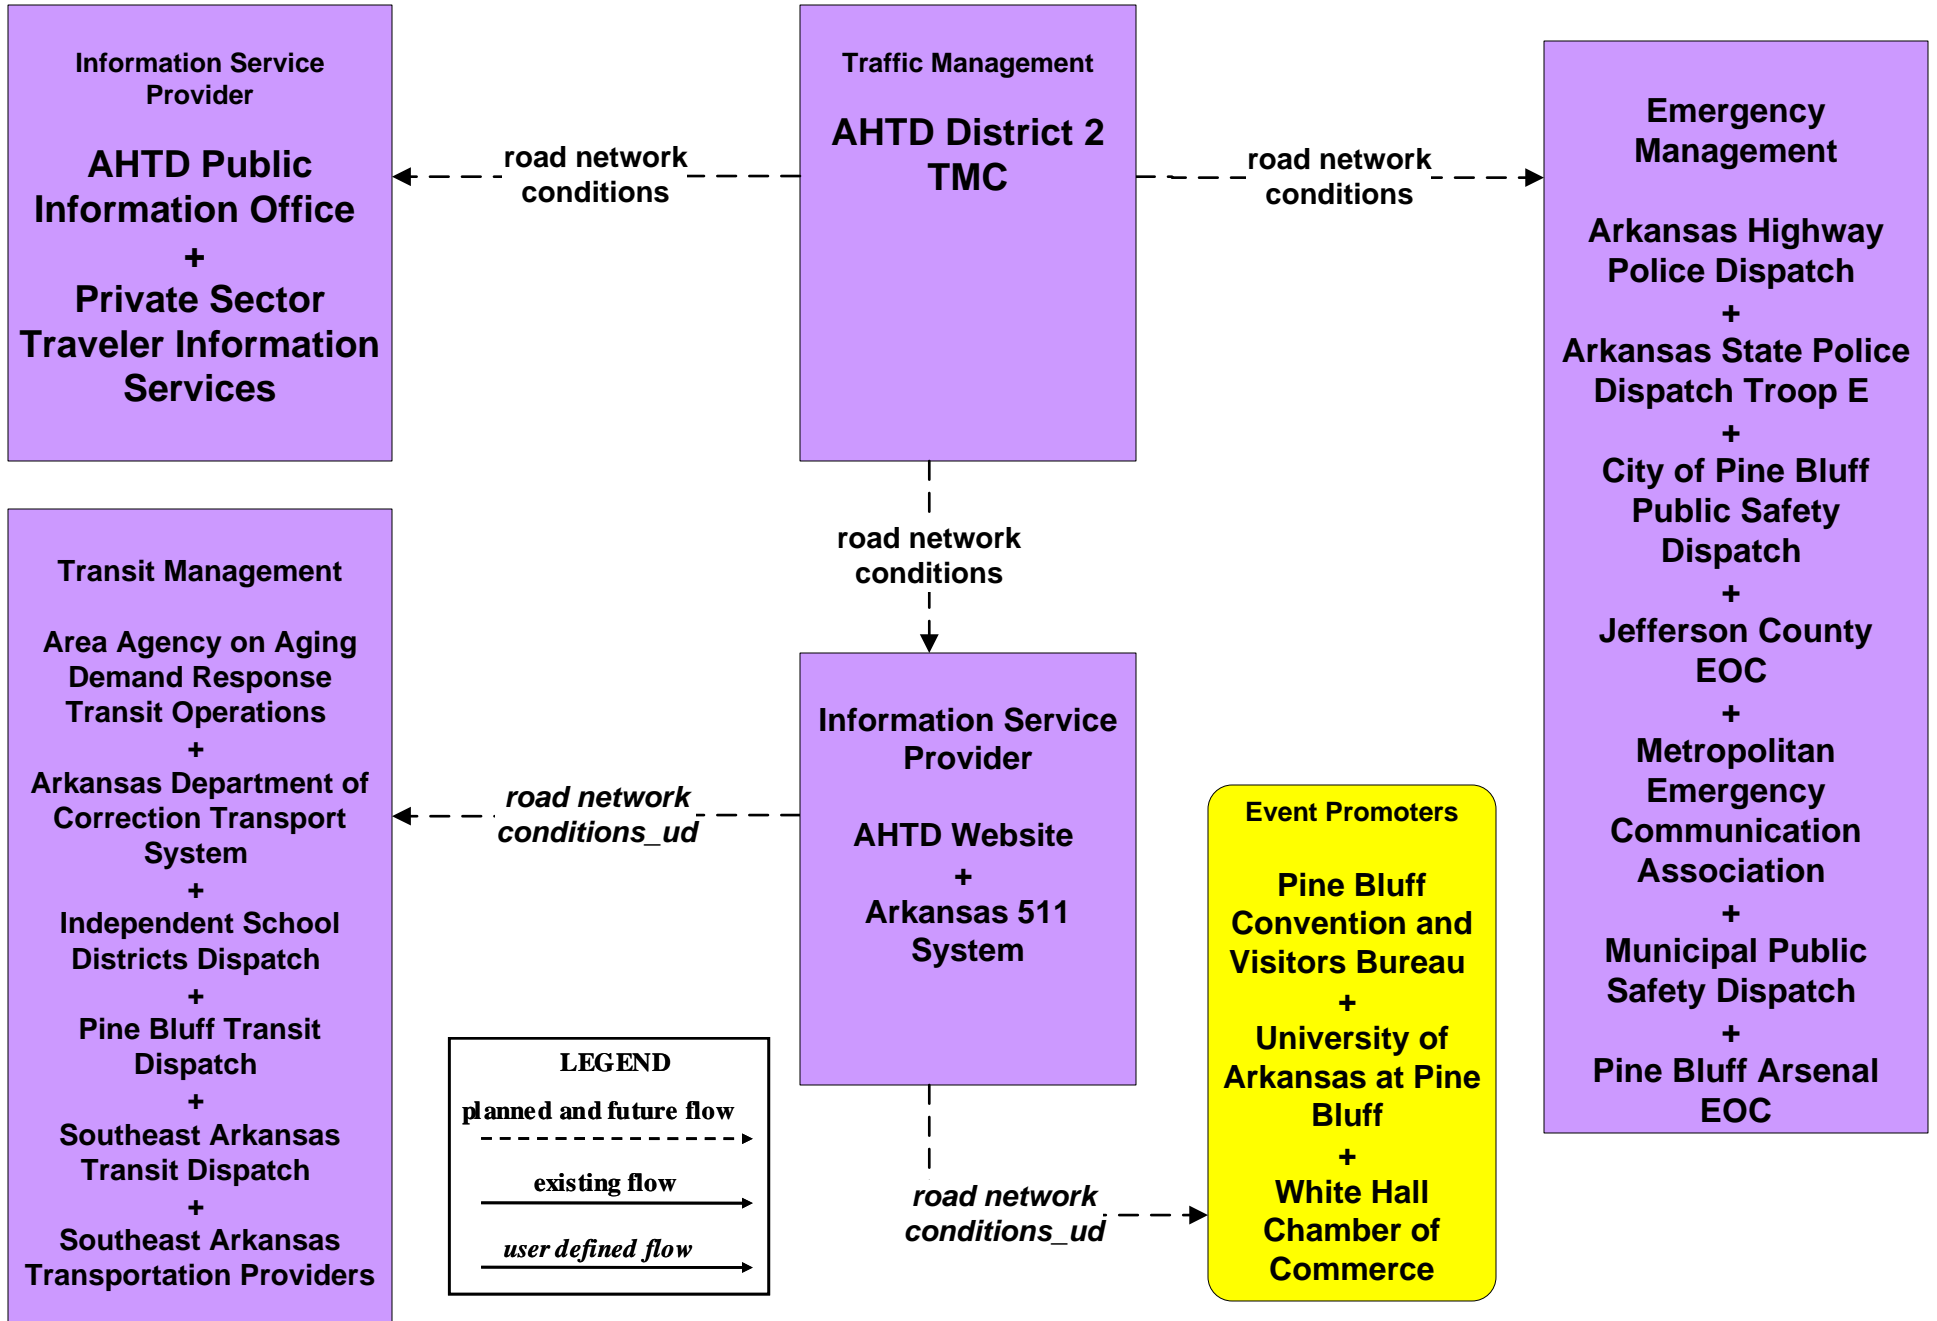 Information Service
Provider
AHTD Public
Information Office
+
Private Sector
Traveler Information
Services
road network
conditions
Traffic Management
AHTD District 2
TMC
road network
conditions
Emergency
Management
Arkansas Highway
Police Dispatch
+
Arkansas State Police
Dispatch Troop E
+
City of Pine Bluff
Public Safety
Dispatch
+
Jefferson County
EOC
+
Metropolitan
Emergency
Communication
Association
+
Municipal Public
Safety Dispatch
+
Pine Bluff Arsenal
EOC
road network
conditions
Transit Management
Area Agency on Aging
Demand Response
Transit Operations
+
Arkansas Department of
Correction Transport
System
+
Independent School
Districts Dispatch
+
Pine Bluff Transit
Dispatch
+
Southeast Arkansas
Transit Dispatch
+
Southeast Arkansas
Transportation Providers
road network
conditions_ud
Information Service
Provider
AHTD Website
+
Arkansas 511
System
Event Promoters
Pine Bluff
Convention and
Visitors Bureau
+
University of
Arkansas at Pine
Bluff
+
White Hall
Chamber of
Commerce
LEGEND
planned and future flow
existing flow
user defined flow
road network
conditions_ud